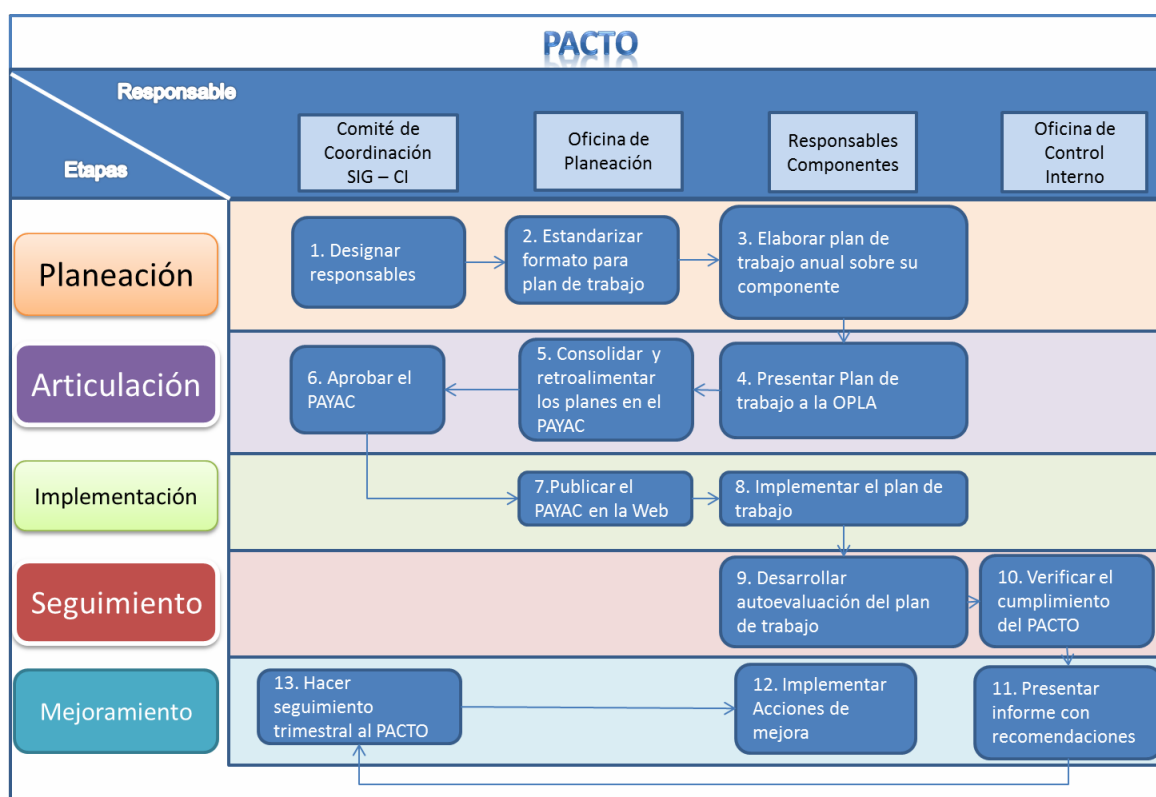 PACTO
Responsable
Etapas
Comité de
Coordinación
SIG – CI
Oficina de
Planeación
Responsables
Componentes
Oficina de
Control
Interno
Planeación
1. Designar
responsables
2. Estandarizar
formato para
plan de trabajo
3. Elaborar plan de
trabajo anual sobre su
componente
Articulación
6. Aprobar el
PAYAC
5. Consolidar y
retroalimentar
los planes en el
PAYAC
4. Presentar Plan de
trabajo a la OPLA
Implementación
7.Publicar el
PAYAC en la Web
8. Implementar el plan de
trabajo
Seguimiento
9. Desarrollar
autoevaluación del plan
de trabajo
10. Verificar el
cumplimiento
del PACTO
Mejoramiento
13. Hacer
seguimiento
trimestral al PACTO
12. Implementar
Acciones de
mejora
11. Presentar
informe con
recomendaciones